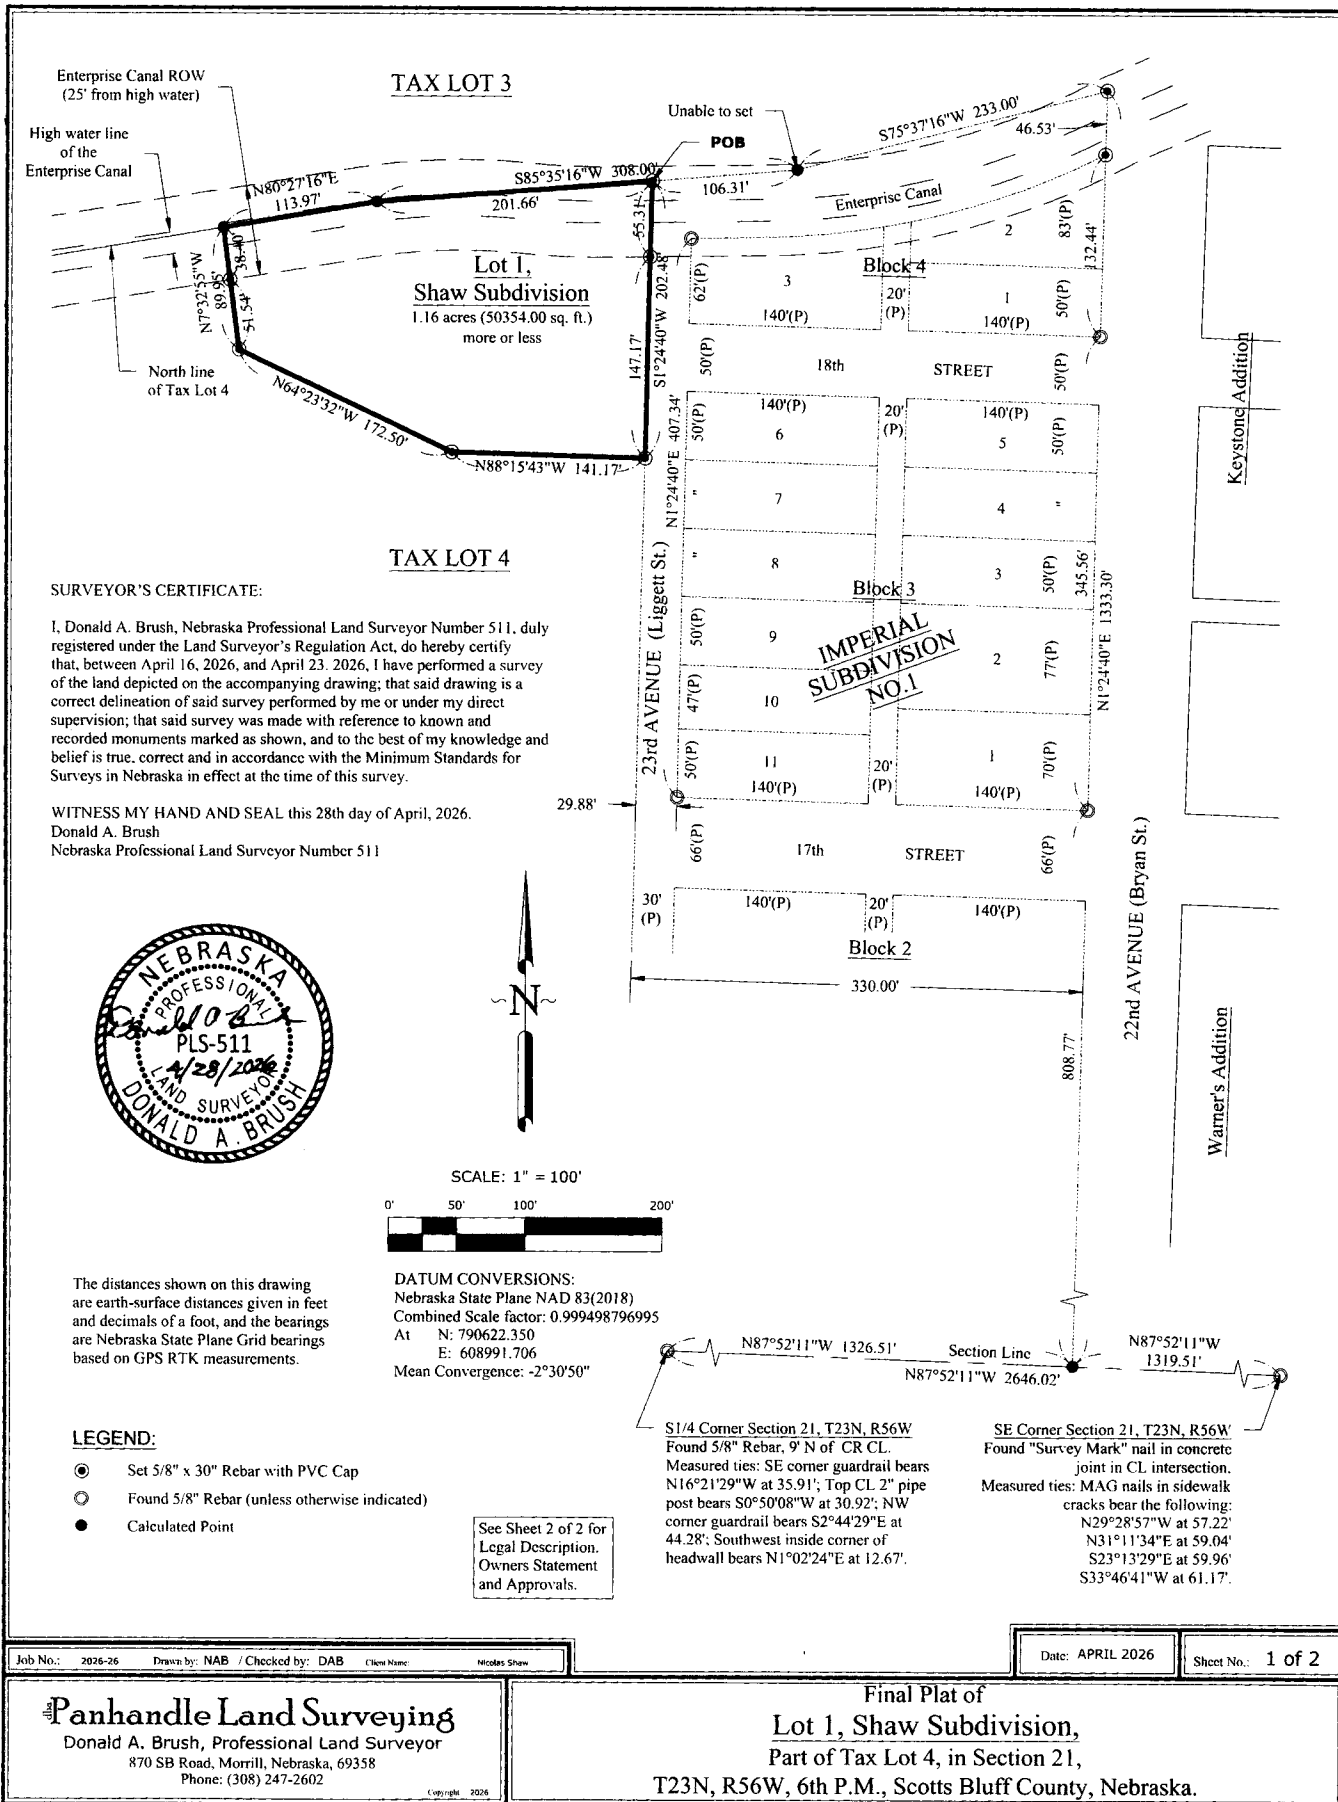 TAX LOT 3
Enterprise Canal ROW
(25' from high water)
High water line
of the
Enterprise Canal
Unable to set
POB
S75°37'16"W 233.00'
46.53'
N80°27'16"E
113.97'
S85°35'16"W 308.00'
201.66'
106.31'
Enterprise Canal
55.31'
38.40'
N7°32'55"W
89.95'
51.54'
Lot 1,
Shaw Subdivision
1.16 acres (50354.00 sq. ft.)
more or less
147.17'
S1°24'40"W 202.48'
North line
of Tax Lot 4
N64°23'32"W 172.50'
N88°15'43"W 141.17'
2
83'(P)
132.44'
Block 4
62'(P)
3
20'
(P)
1
50'(P)
140'(P)
140'(P)
50'(P)
18th
STREET
50'(P)
Keystone Addition
140'(P)
20'
(P)
140'(P)
50'(P)
6
5
50'(P)
N1°24'40"E 407.34'
"
7
4
"
"
8
3
50'(P)
345.56'
N1°24'40"E 1333.30'
Block 3
50'(P)
9
IMPERIAL
SUBDIVISION
NO.1
2
77'(P)
47'(P)
10
50'(P)
11
1
70'(P)
140'(P)
20'
(P)
140'(P)
23rd AVENUE (Liggett St.)
29.88'
66'(P)
17th
STREET
66'(P)
30'
(P)
140'(P)
20'
(P)
140'(P)
Block 2
330.00'
22nd AVENUE (Bryan St.)
Warner's Addition
808.77'
TAX LOT 4
SURVEYOR'S CERTIFICATE:
I, Donald A. Brush, Nebraska Professional Land Surveyor Number 511, duly
registered under the Land Surveyor's Regulation Act, do hereby certify
that, between April 16, 2026, and April 23, 2026, I have performed a survey
of the land depicted on the accompanying drawing; that said drawing is a
correct delineation of said survey performed by me or under my direct
supervision; that said survey was made with reference to known and
recorded monuments marked as shown, and to the best of my knowledge and
belief is true, correct and in accordance with the Minimum Standards for
Surveys in Nebraska in effect at the time of this survey.
WITNESS MY HAND AND SEAL this 28th day of April, 2026.
Donald A. Brush
Nebraska Professional Land Surveyor Number 511
NEBRASKA
PROFESSIONAL
PLS-511
4/28/2026
LAND SURVEYOR
DONALD A. BRUSH
~N~
SCALE: 1" = 100'
0' 50' 100' 200'
The distances shown on this drawing
are earth-surface distances given in feet
and decimals of a foot, and the bearings
are Nebraska State Plane Grid bearings
based on GPS RTK measurements.
DATUM CONVERSIONS:
Nebraska State Plane NAD 83(2018)
Combined Scale factor: 0.999498796995
At N: 790622.350
E: 608991.706
Mean Convergence: -2°30'50"
N87°52'11"W 1326.51'
Section Line
N87°52'11"W 2646.02'
N87°52'11"W
1319.51'
S1/4 Corner Section 21, T23N, R56W
Found 5/8" Rebar, 9' N of CR CL.
Measured ties: SE corner guardrail bears
N16°21'29"W at 35.91'; Top CL 2" pipe
post bears S0°50'08"W at 30.92'; NW
corner guardrail bears S2°44'29"E at
44.28'; Southwest inside corner of
headwall bears N1°02'24"E at 12.67'.
SE Corner Section 21, T23N, R56W
Found "Survey Mark" nail in concrete
joint in CL intersection.
Measured ties: MAG nails in sidewalk
cracks bear the following:
N29°28'57"W at 57.22'
N31°11'34"E at 59.04'
S23°13'29"E at 59.96'
S33°46'41"W at 61.17'.
LEGEND:
Set 5/8" x 30" Rebar with PVC Cap
Found 5/8" Rebar (unless otherwise indicated)
Calculated Point
See Sheet 2 of 2 for
Legal Description,
Owners Statement
and Approvals.
Job No.: 2026-26 Drawn by: NAB / Checked by: DAB Client Name: Nicolas Shaw
Date: APRIL 2026
Sheet No.: 1 of 2
dba Panhandle Land Surveying
Donald A. Brush, Professional Land Surveyor
870 SB Road, Morrill, Nebraska, 69358
Phone: (308) 247-2602
Copyright 2026
Final Plat of
Lot 1, Shaw Subdivision,
Part of Tax Lot 4, in Section 21,
T23N, R56W, 6th P.M., Scotts Bluff County, Nebraska.